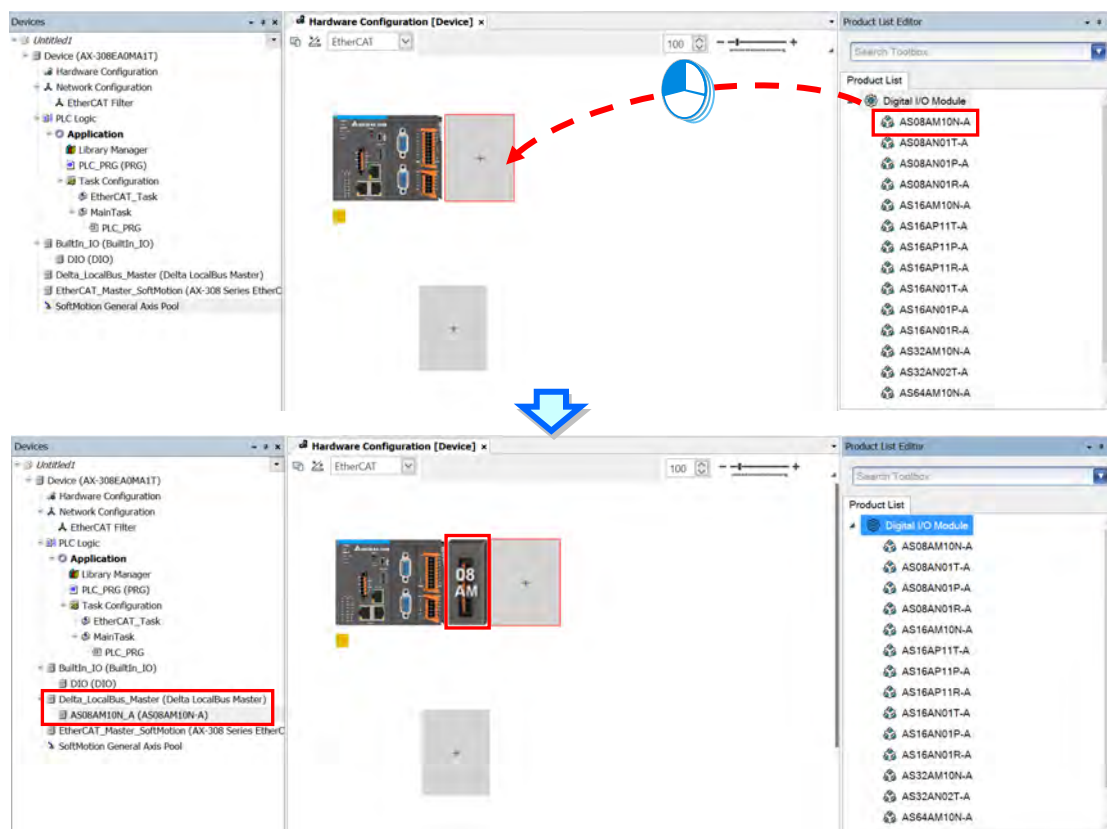 Devices
Untitled1
Device (AX-308EA0MA1T)
Hardware Configuration
Network Configuration
EtherCAT Filter
PLC Logic
Application
Library Manager
PLC_PRG (PRG)
Task Configuration
EtherCAT_Task
MainTask
PLC_PRG
BuiltIn_IO (BuiltIn_IO)
DIO (DIO)
Delta_LocalBus_Master (Delta LocalBus Master)
EtherCAT_Master_SoftMotion (AX-308 Series EtherC
SoftMotion General Axis Pool
Hardware Configuration [Device]
EtherCAT
100
Product List Editor
Search Toolbox
Product List
Digital I/O Module
AS08AM10N-A
AS08AN01T-A
AS08AN01P-A
AS08AN01R-A
AS16AM10N-A
AS16AP11T-A
AS16AP11P-A
AS16AP11R-A
AS16AN01T-A
AS16AN01P-A
AS16AN01R-A
AS32AM10N-A
AS32AN02T-A
AS64AM10N-A
Devices
Untitled1
Device (AX-308EA0MA1T)
Hardware Configuration
Network Configuration
EtherCAT Filter
PLC Logic
Application
Library Manager
PLC_PRG (PRG)
Task Configuration
EtherCAT_Task
MainTask
PLC_PRG
BuiltIn_IO (BuiltIn_IO)
DIO (DIO)
Delta_LocalBus_Master (Delta LocalBus Master)
AS08AM10N_A (AS08AM10N-A)
EtherCAT_Master_SoftMotion (AX-308 Series EtherC
SoftMotion General Axis Pool
Hardware Configuration [Device]
EtherCAT
100
08
AM
Product List Editor
Search Toolbox
Product List
Digital I/O Module
AS08AM10N-A
AS08AN01T-A
AS08AN01P-A
AS08AN01R-A
AS16AM10N-A
AS16AP11T-A
AS16AP11P-A
AS16AP11R-A
AS16AN01T-A
AS16AN01P-A
AS16AN01R-A
AS32AM10N-A
AS32AN02T-A
AS64AM10N-A